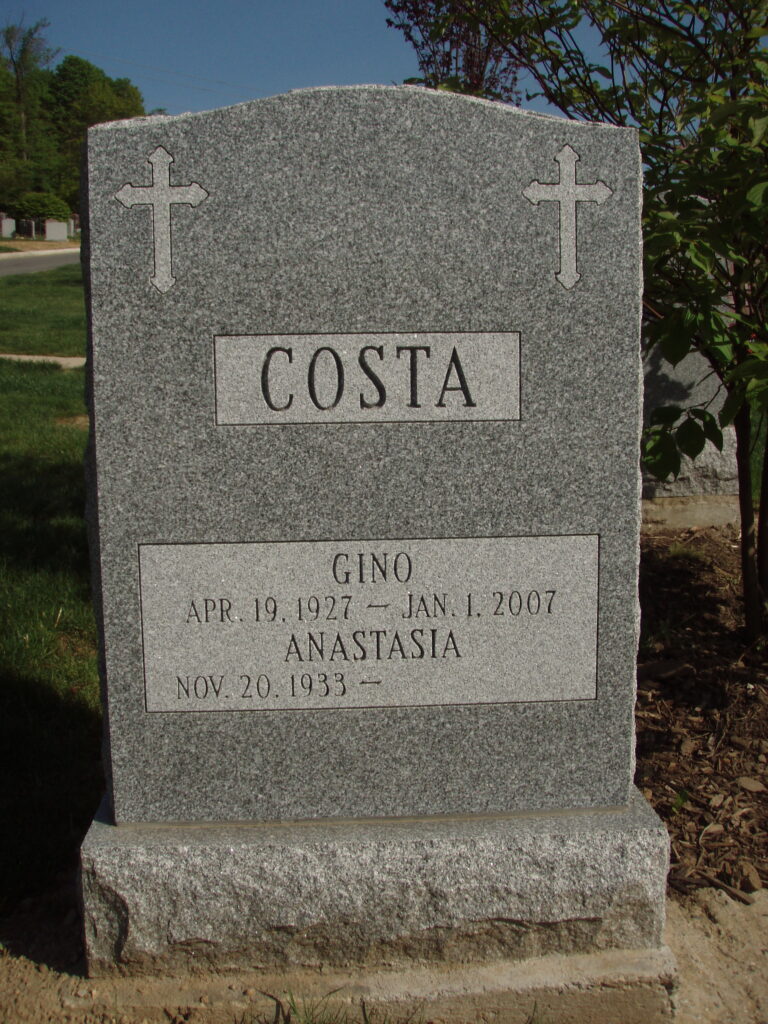 COSTA
GINO
APR. 19, 1927 — JAN. 1, 2007
ANASTASIA
NOV. 20, 1933 —